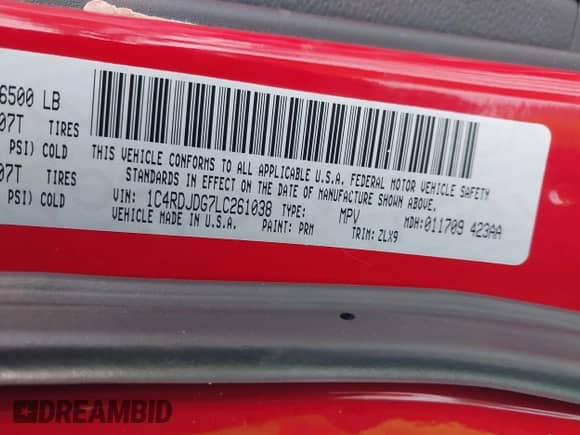 6500 LB
07T TIRES
PSI) COLD
07T TIRES
PSI) COLD
THIS VEHICLE CONFORMS TO ALL APPLICABLE U.S.A. FEDERAL MOTOR VEHICLE SAFETY
STANDARDS IN EFFECT ON THE DATE OF MANUFACTURE SHOWN ABOVE.
VIN: 1C4RDJDG7LC261038 TYPE: MPV MDH:011709 423AA
VEHICLE MADE IN U.S.A. PAINT: PRM TRIM: ZLX9
DREAMBID